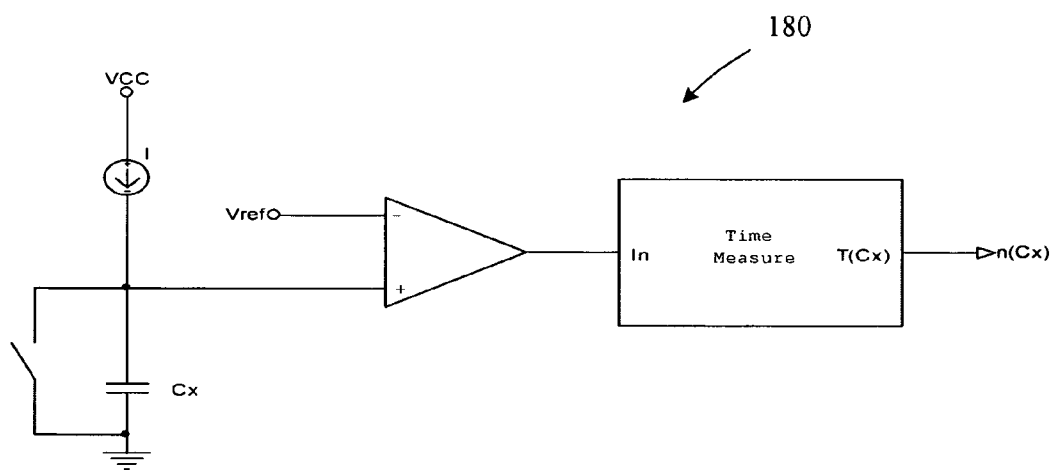 180
VCC
I
Vref
-
+
In
Time
Measure
T(Cx)
n(Cx)
Cx